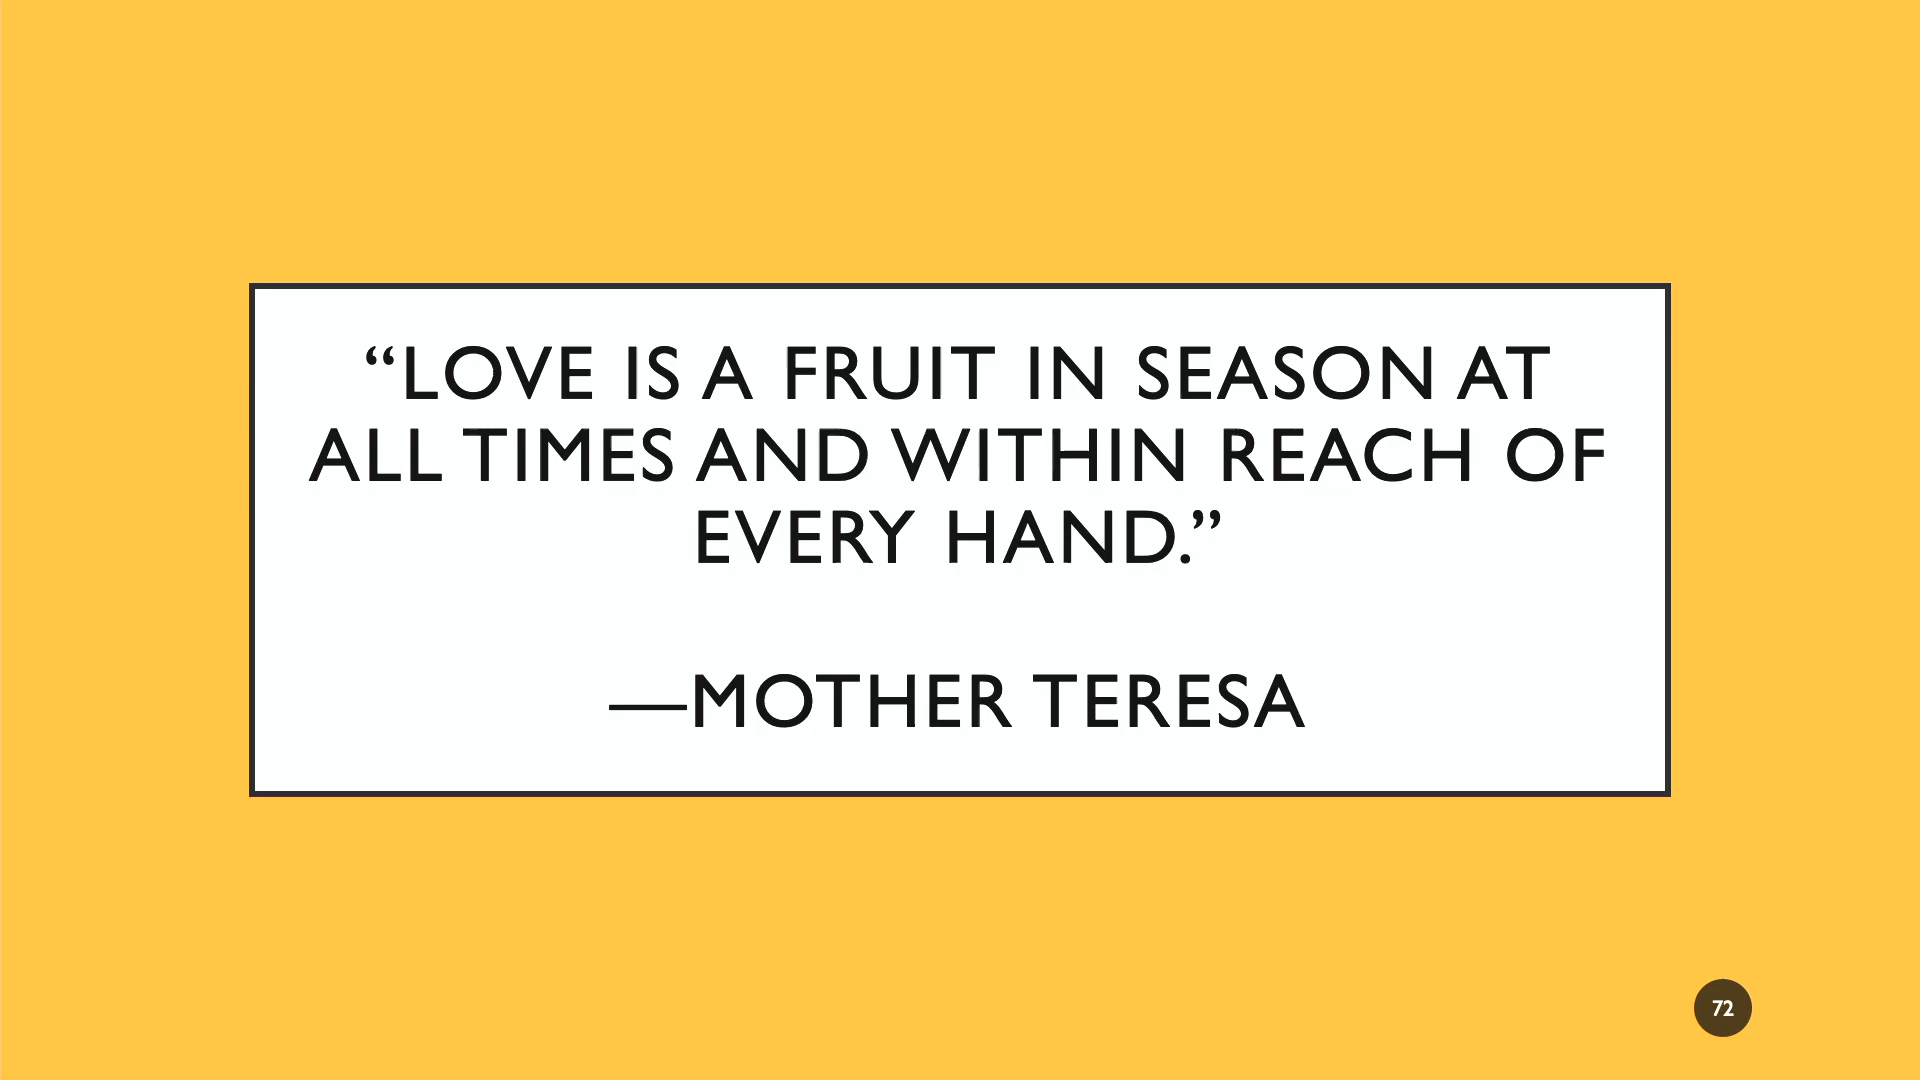 “LOVE IS A FRUIT IN SEASON AT
ALL TIMES AND WITHIN REACH OF
EVERY HAND.”
—MOTHER TERESA
72